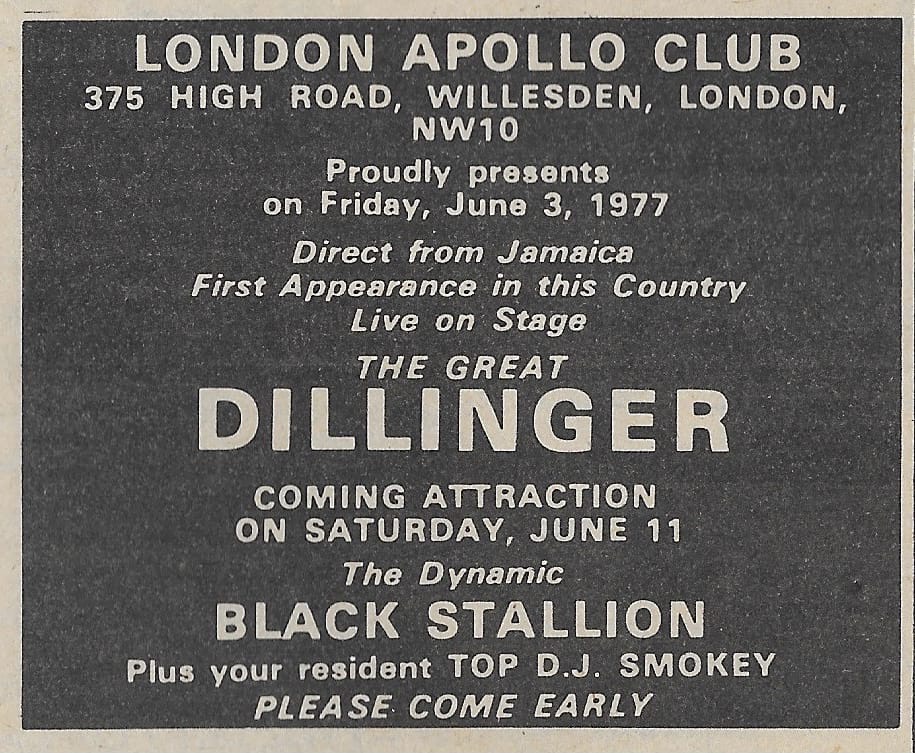 LONDON APOLLO CLUB
375 HIGH ROAD, WILLESDEN, LONDON,
NW10
Proudly presents
on Friday, June 3, 1977
Direct from Jamaica
First Appearance in this Country
Live on Stage
THE GREAT
DILLINGER
COMING ATTRACTION
ON SATURDAY, JUNE 11
The Dynamic
BLACK STALLION
Plus your resident TOP D.J. SMOKEY
PLEASE COME EARLY